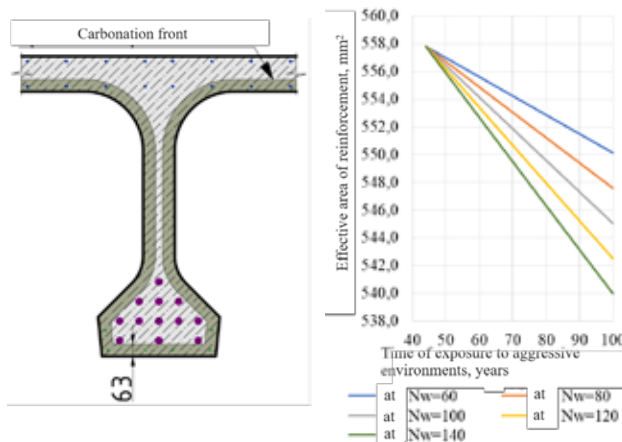 Carbonation front
63
Effective area of reinforcement, mm²
560,0
558,0
556,0
554,0
552,0
550,0
548,0
546,0
544,0
542,0
540,0
538,0
40 50 60 70 80 90 100
Time of exposure to aggressive
environments, years
at Nw=60 at Nw=80
at Nw=100 at Nw=120
at Nw=140